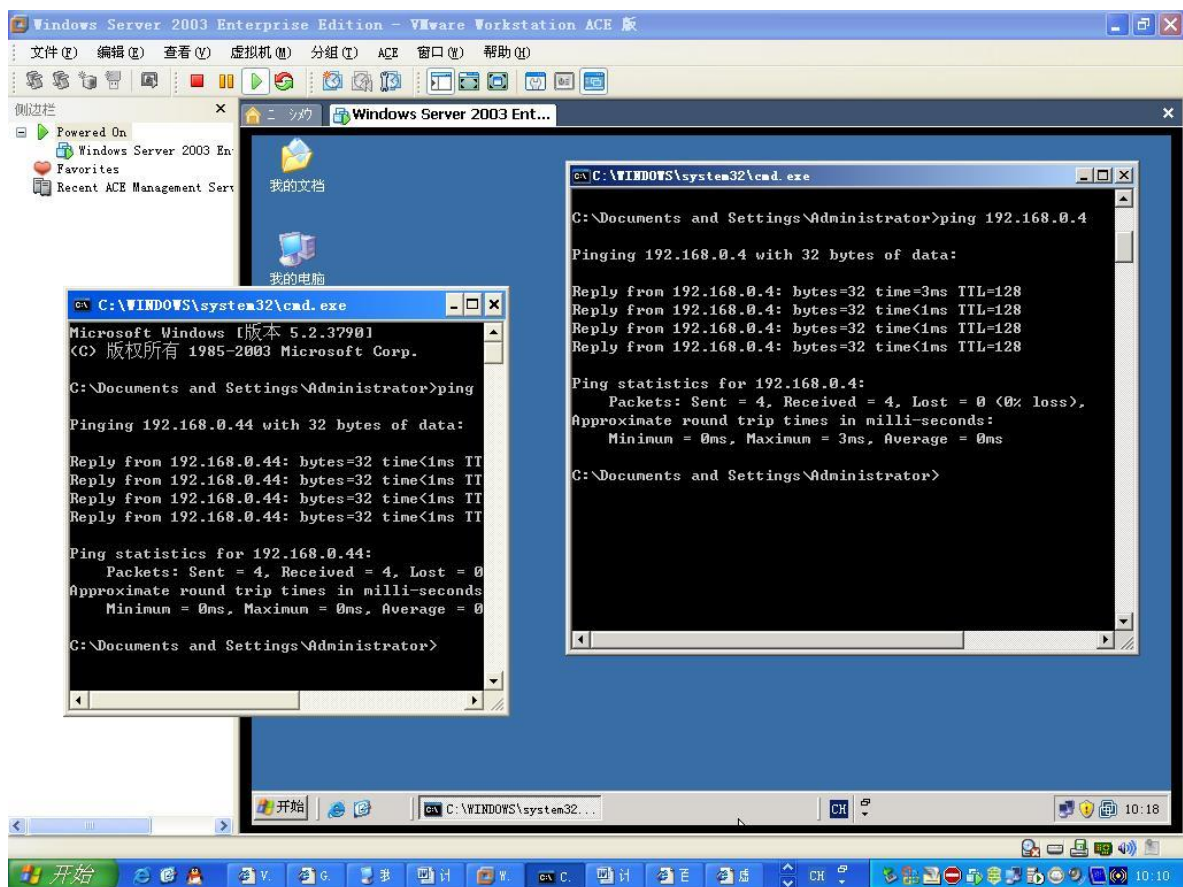 Windows Server 2003 Enterprise Edition - VMware Workstation ACE 版
文件(F) 编辑(E) 查看(V) 虚拟机(M) 分组(T) ACE 窗口(W) 帮助(H)
侧边栏
Powered On
Windows Server 2003 En
Favorites
Recent ACE Management Serv
Windows Server 2003 Ent...
我的文档
我的电脑
C:\WINDOWS\system32\cmd.exe
Microsoft Windows [版本 5.2.3790]
(C) 版权所有 1985-2003 Microsoft Corp.
C:\Documents and Settings\Administrator>ping
Pinging 192.168.0.44 with 32 bytes of data:
Reply from 192.168.0.44: bytes=32 time<1ms TT
Reply from 192.168.0.44: bytes=32 time<1ms TT
Reply from 192.168.0.44: bytes=32 time<1ms TT
Reply from 192.168.0.44: bytes=32 time<1ms TT
Ping statistics for 192.168.0.44:
Packets: Sent = 4, Received = 4, Lost = 0
Approximate round trip times in milli-seconds
Minimum = 0ms, Maximum = 0ms, Average = 0
C:\Documents and Settings\Administrator>
C:\WINDOWS\system32\cmd.exe
C:\Documents and Settings\Administrator>ping 192.168.0.4
Pinging 192.168.0.4 with 32 bytes of data:
Reply from 192.168.0.4: bytes=32 time=3ms TTL=128
Reply from 192.168.0.4: bytes=32 time<1ms TTL=128
Reply from 192.168.0.4: bytes=32 time<1ms TTL=128
Reply from 192.168.0.4: bytes=32 time<1ms TTL=128
Ping statistics for 192.168.0.4:
Packets: Sent = 4, Received = 4, Lost = 0 (0% loss),
Approximate round trip times in milli-seconds:
Minimum = 0ms, Maximum = 3ms, Average = 0ms
C:\Documents and Settings\Administrator>
开始 C:\WINDOWS\system32... CH 10:18
开始 V. G. 我 计 W. C. 计 CH 10:10